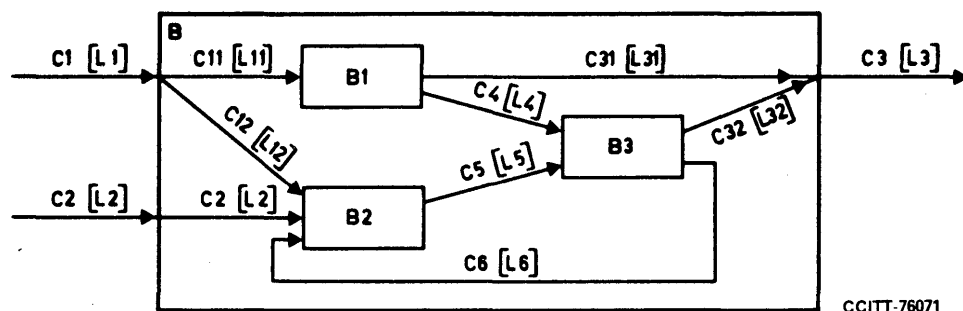 B
C1 [L1]
C11 [L11]
B1
C31 [L31]
C3 [L3]
C4 [L4]
C12 [L12]
C32 [L32]
B3
C5 [L5]
C2 [L2]
C2 [L2]
B2
C6 [L6]
CCITT-76071